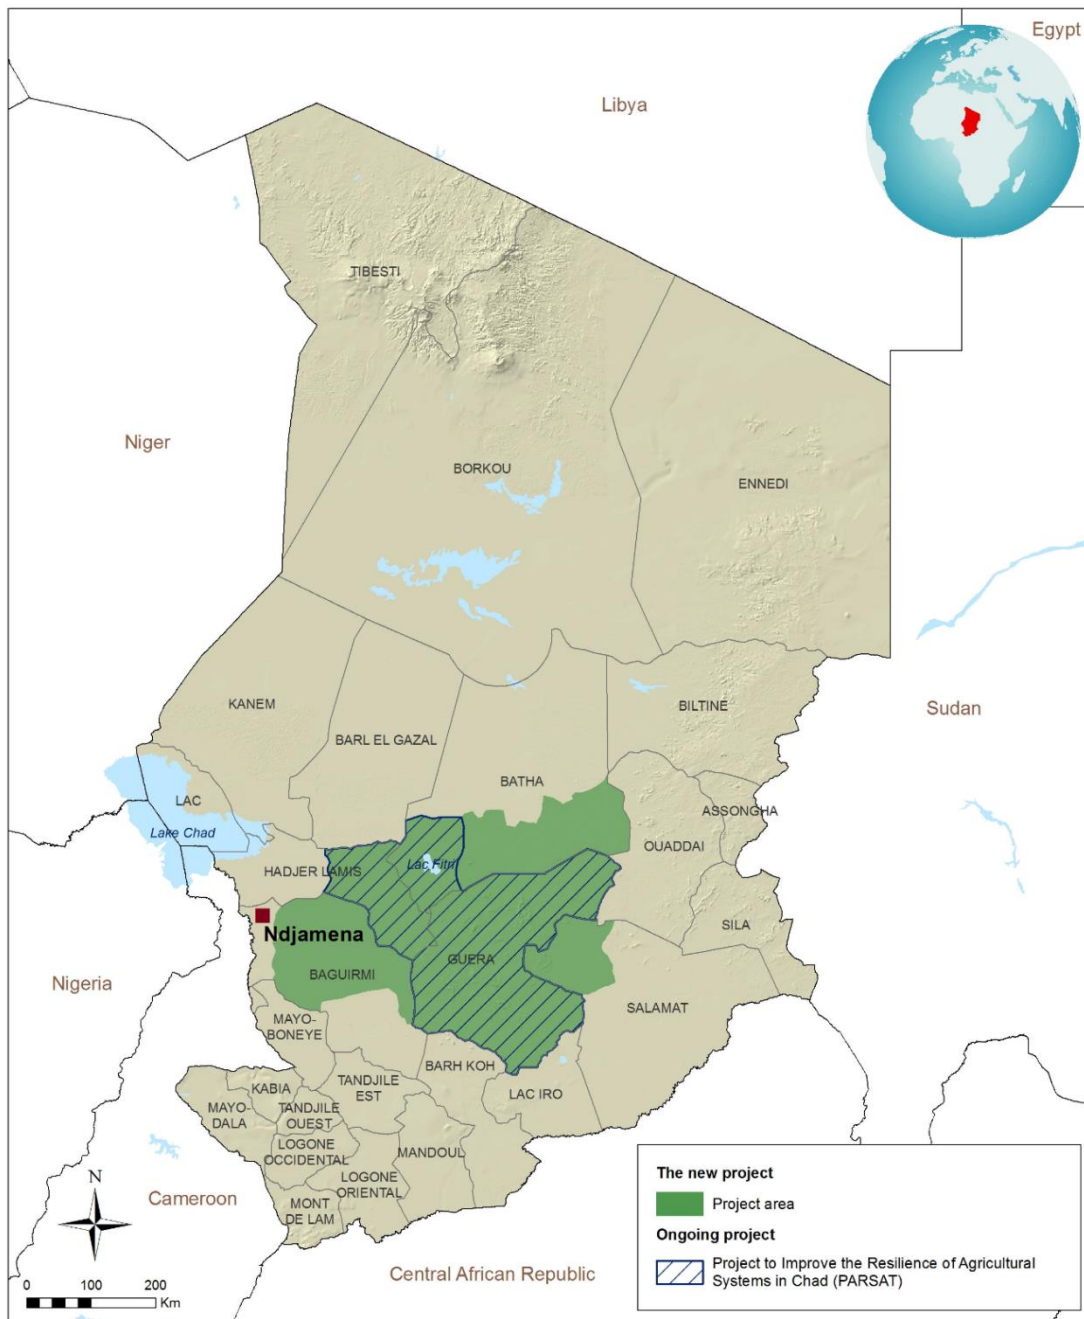 Egypt
Libya
TIBESTI
Niger
BORKOU
ENNEDI
KANEM
BARL EL GAZAL
BILTINE
Sudan
BATHA
LAC
Lake Chad
ASSONGHA
OUADDAI
HADJER LAMIS
Lac Fitri
SILA
Ndjamena
GUERA
BAGUIRMI
Nigeria
SALAMAT
MAYO-
BONEYE
BARH KOH
TANDJILE
EST
LAC IRO
KABIA
MAYO-
DALA
TANDJILE
OUEST
LOGONE
OCCIDENTAL
MANDOUL
LOGONE
ORIENTAL
MONT
DE LAM
Cameroon
Central African Republic
N
0 100 200
Km
The new project
Project area
Ongoing project
Project to Improve the Resilience of Agricultural
Systems in Chad (PARSAT)